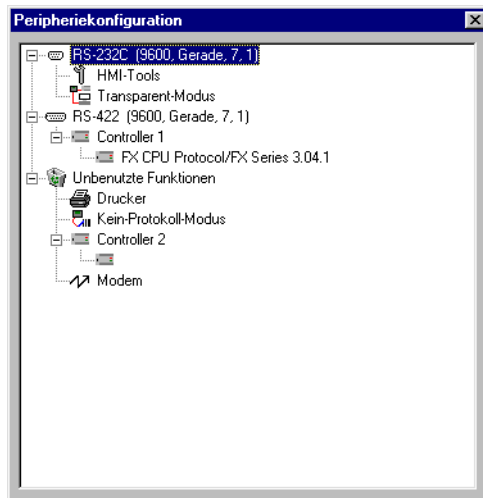 Peripheriekonfiguration
RS-232C (9600, Gerade, 7, 1)
HMI-Tools
Transparent-Modus
RS-422 (9600, Gerade, 7, 1)
Controller 1
FX CPU Protocol/FX Series 3.04.1
Unbenutzte Funktionen
Drucker
Kein-Protokoll-Modus
Controller 2
Modem